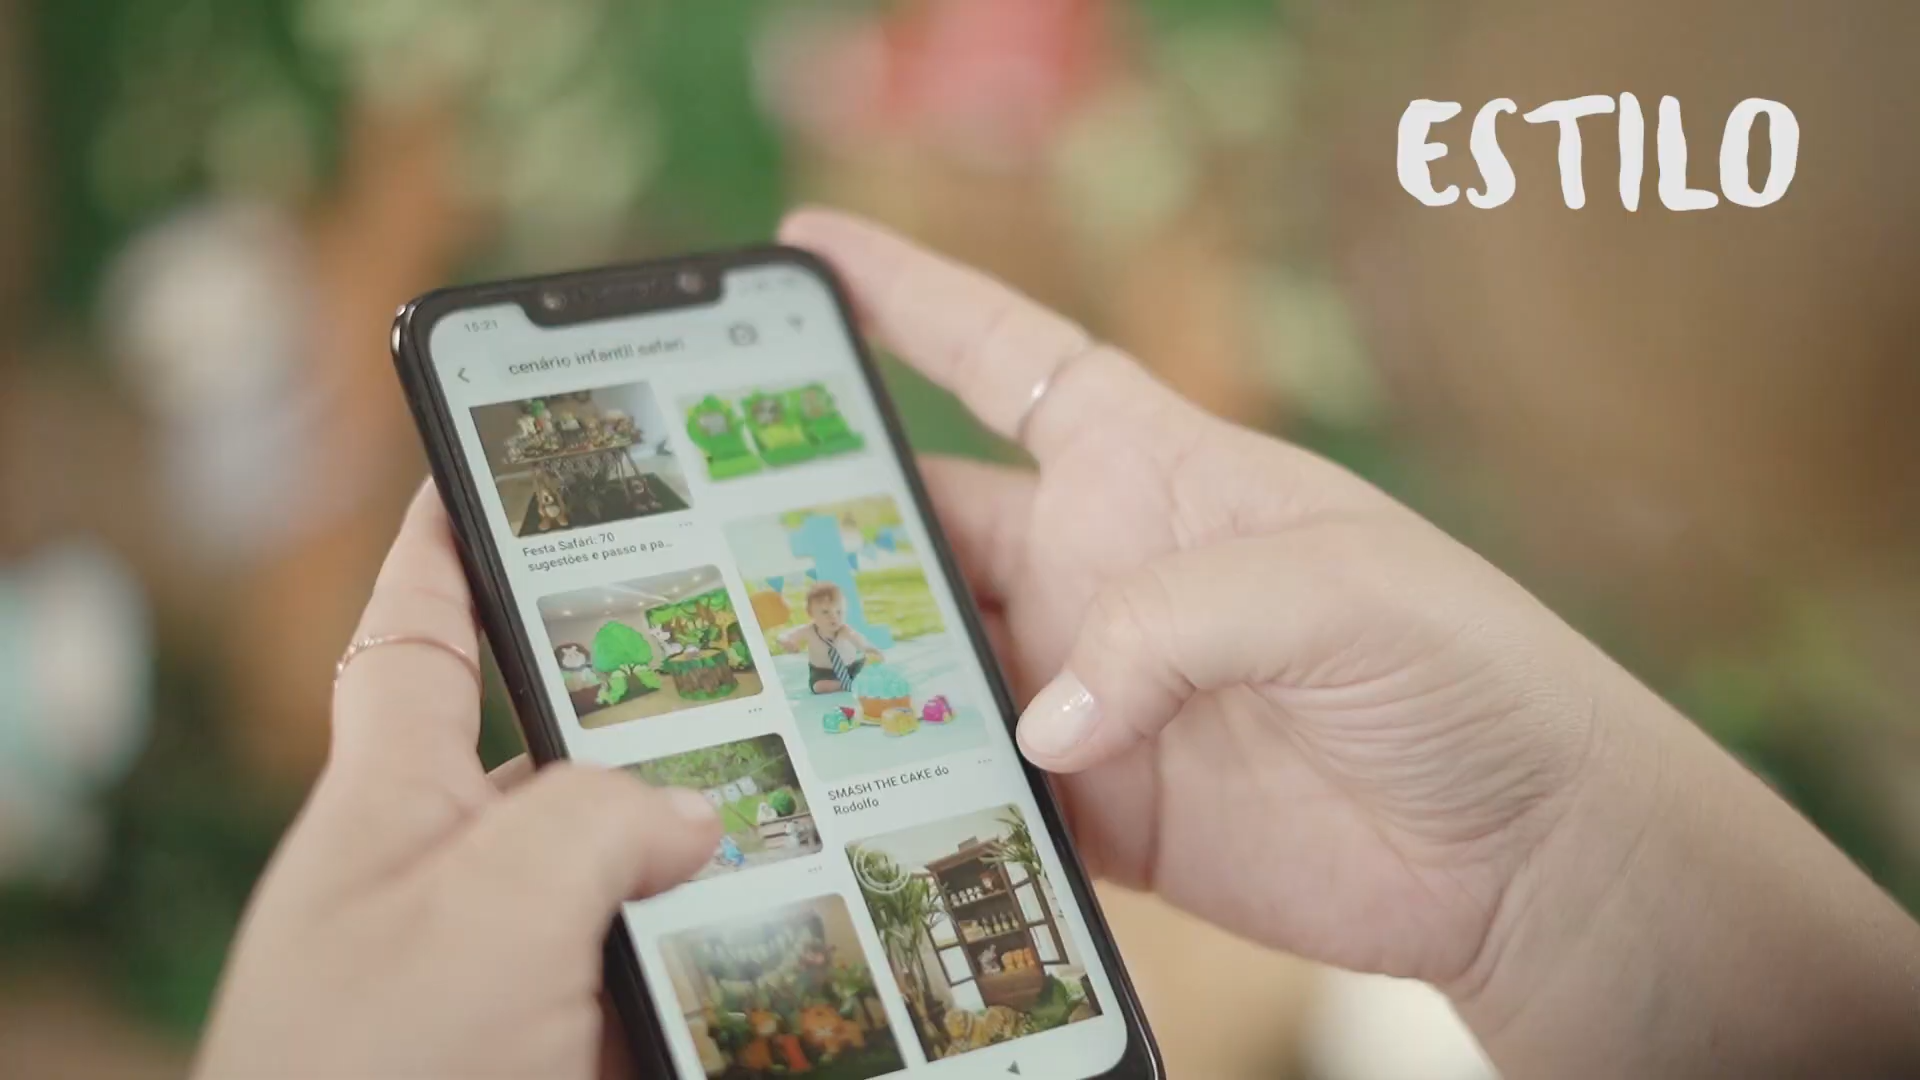 ESTILO
15:21
cenário infantil safari
Festa Safári: 70
sugestões e passo a pa...
SMASH THE CAKE do
Rodolfo